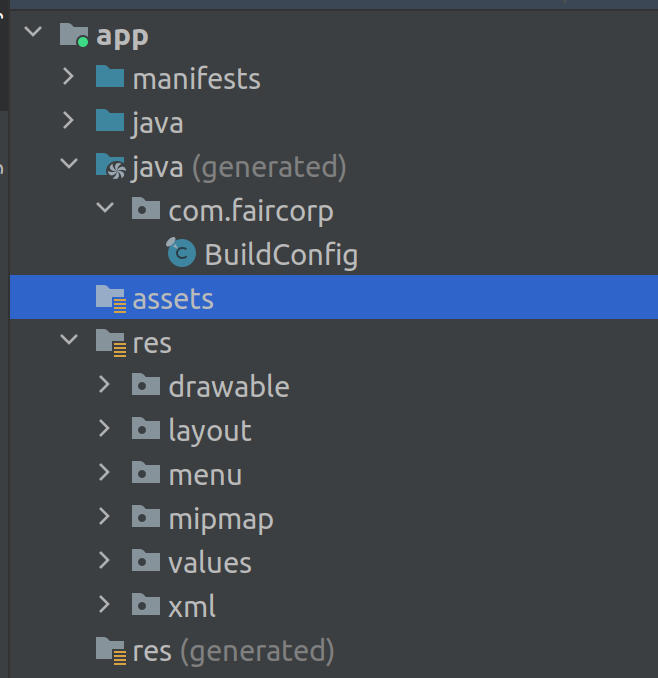 app
manifests
java
java (generated)
com.faircorp
BuildConfig
assets
res
drawable
layout
menu
mipmap
values
xml
res (generated)